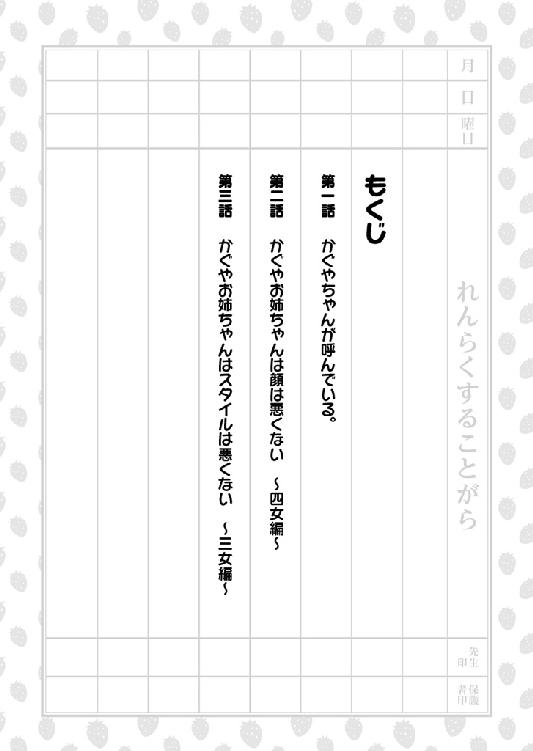 月
日
曜日
れんらくすることがら
先生印
保護者印
もくじ
第一話　かぐやちゃんが呼んでいる。
第二話　かぐやお姉ちゃんは顔は悪くない　～四女編～
第三話　かぐやお姉ちゃんはスタイルは悪くない　～三女編～